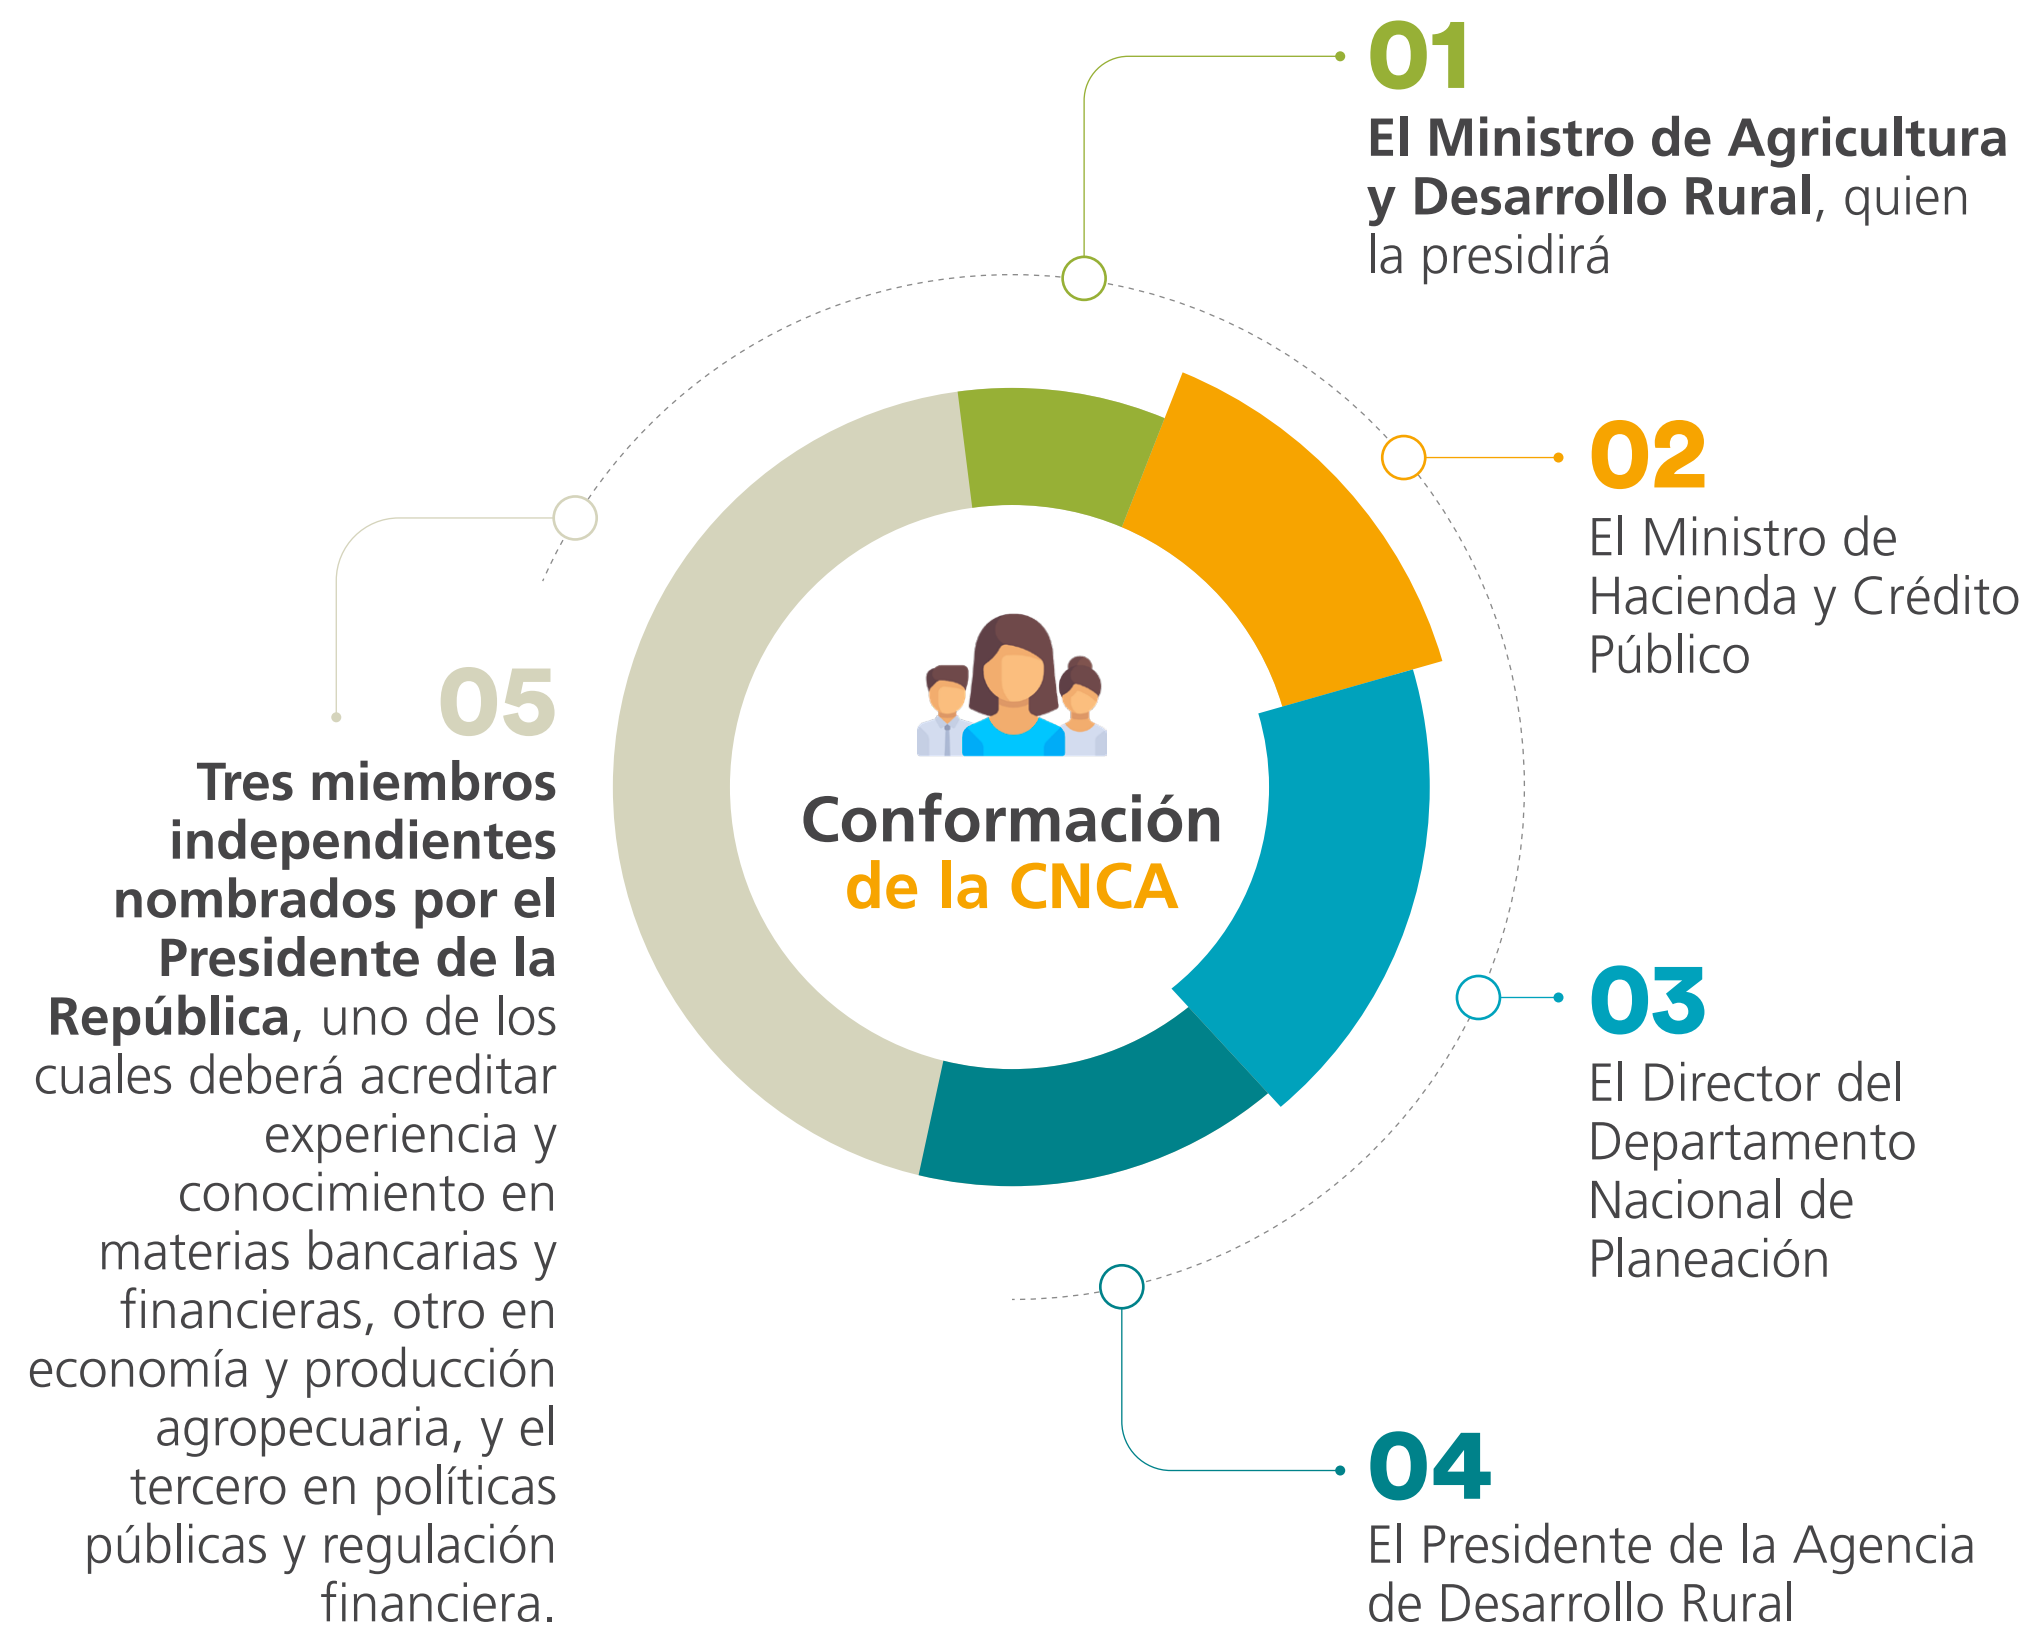 Conformación
de la CNCA
01
El Ministro de Agricultura
y Desarrollo Rural, quien
la presidirá
02
El Ministro de
Hacienda y Crédito
Público
03
El Director del
Departamento
Nacional de
Planeación
04
El Presidente de la Agencia
de Desarrollo Rural
05
Tres miembros
independientes
nombrados por el
Presidente de la
República, uno de los
cuales deberá acreditar
experiencia y
conocimiento en
materias bancarias y
financieras, otro en
economía y producción
agropecuaria, y el
tercero en políticas
públicas y regulación
financiera.